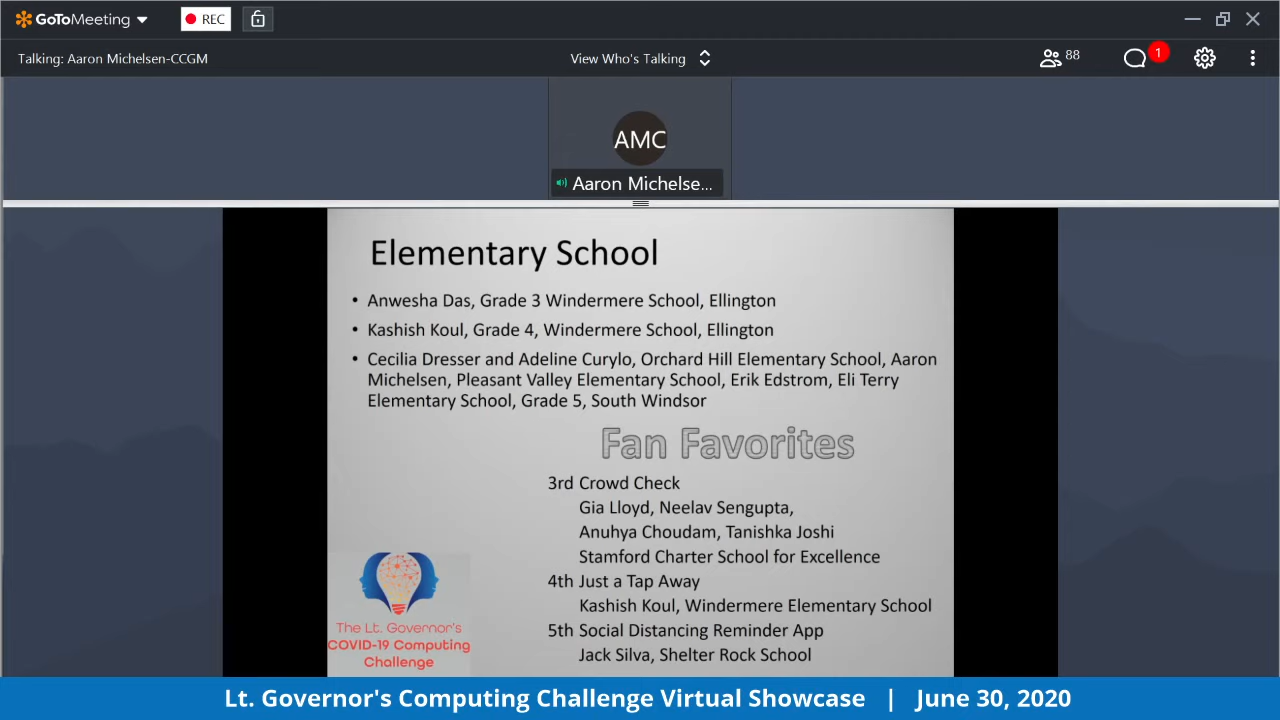 GoToMeeting
REC
Talking: Aaron Michelsen-CCGM
View Who's Talking
88
1
AMC
Aaron Michelse...
Elementary School
• Anwesha Das, Grade 3 Windermere School, Ellington
• Kashish Koul, Grade 4, Windermere School, Ellington
• Cecilia Dresser and Adeline Curylo, Orchard Hill Elementary School, Aaron
Michelsen, Pleasant Valley Elementary School, Erik Edstrom, Eli Terry
Elementary School, Grade 5, South Windsor
Fan Favorites
3rd Crowd Check
Gia Lloyd, Neelav Sengupta,
Anuhya Choudam, Tanishka Joshi
Stamford Charter School for Excellence
4th Just a Tap Away
Kashish Koul, Windermere Elementary School
5th Social Distancing Reminder App
Jack Silva, Shelter Rock School
The Lt. Governor's
COVID-19 Computing
Challenge
Lt. Governor's Computing Challenge Virtual Showcase | June 30, 2020